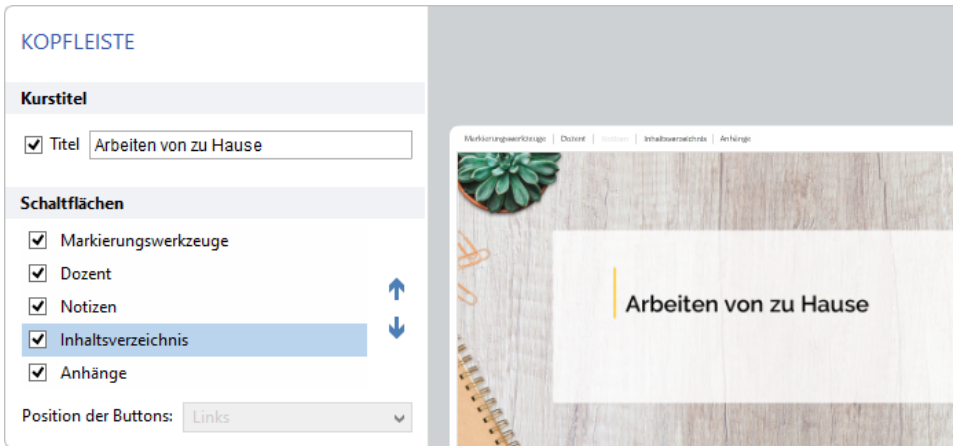 KOPFLEISTE
Kurstitel
Titel Arbeiten von zu Hause
Schaltflächen
Markierungswerkzeuge
Dozent
Notizen
Inhaltsverzeichnis
Anhänge
Position der Buttons: Links
Markierungswerkzeuge | Dozent | Notizen | Inhaltsverzeichnis | Anhänge
Arbeiten von zu Hause